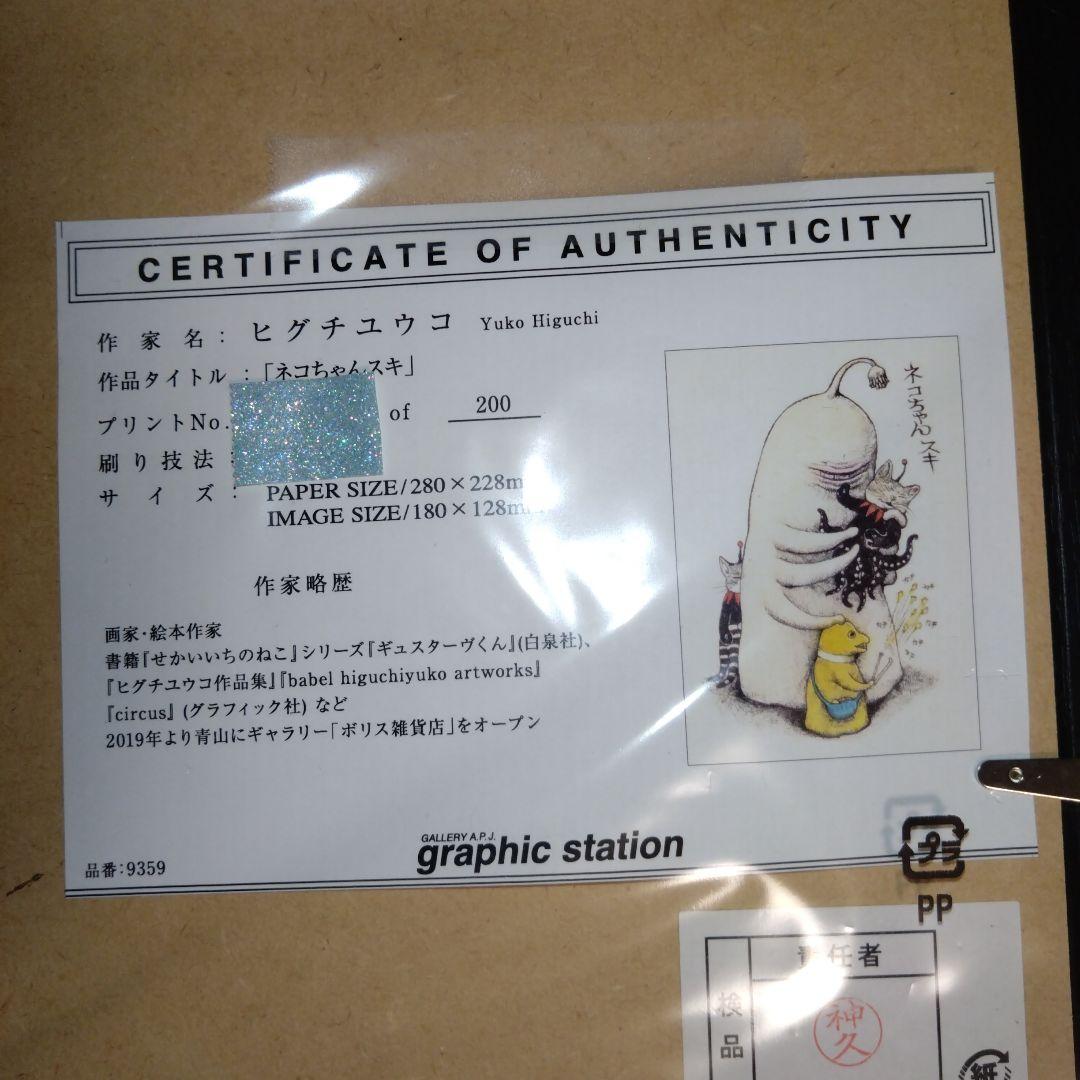 CERTIFICATE OF AUTHENTICITY
作家名：ヒグチユウコ Yuko Higuchi
作品タイトル：「ネコちゃんスキ」
プリントNo. of 200
刷り技法：
サイズ：PAPER SIZE/280×228m
IMAGE SIZE/180×128m
ネコちゃんスキ
作家略歴
画家・絵本作家
書籍『せかいいちのねこ』シリーズ『ギュスターヴくん』(白泉社)、
『ヒグチユウコ作品集』『babel higuchiyuko artworks』
『circus』(グラフィック社) など
2019年より青山にギャラリー「ボリス雑貨店」をオープン
GALLERY A.P.J.
graphic station
品番:9359
プラ
PP
責任者
検品
神久
紙